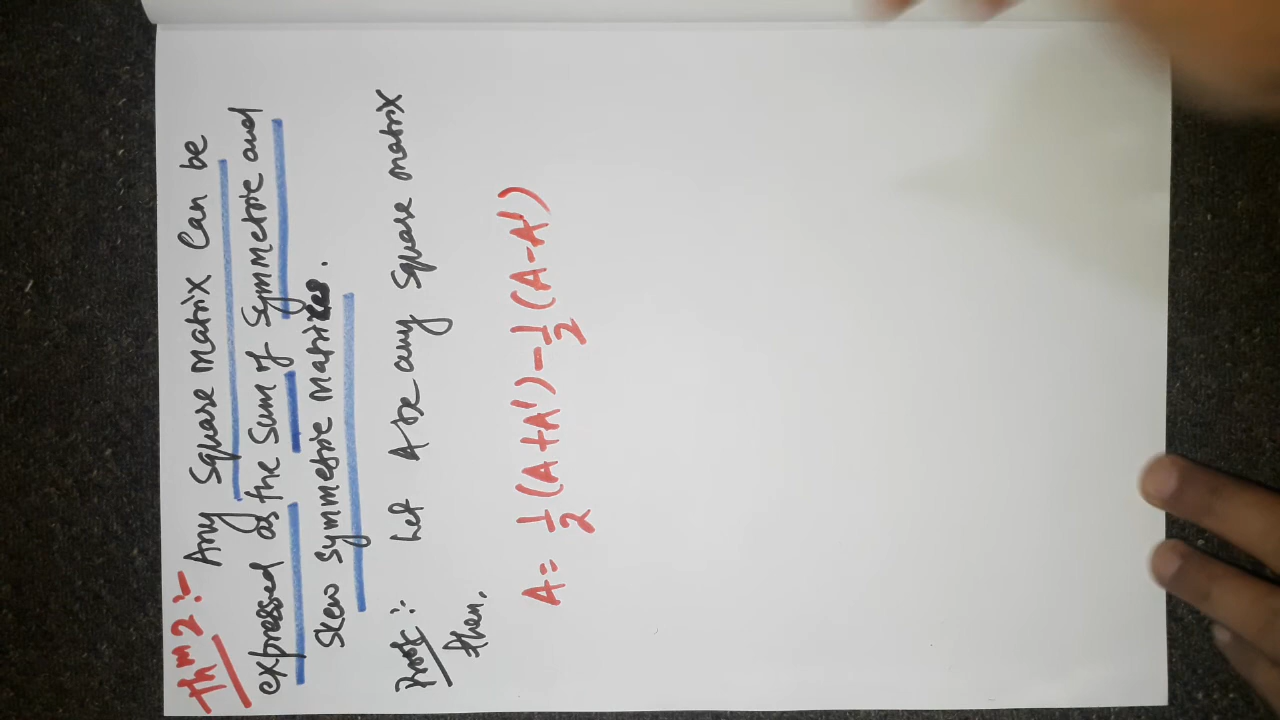 Thm 2:- Any Square matrix Can be
expressed as the Sum of Symmetric and
Skew Symmetric matrices.
Proof:- Let A be any Square matrix
then,
A = 1/2 (A+A') - 1/2 (A-A')